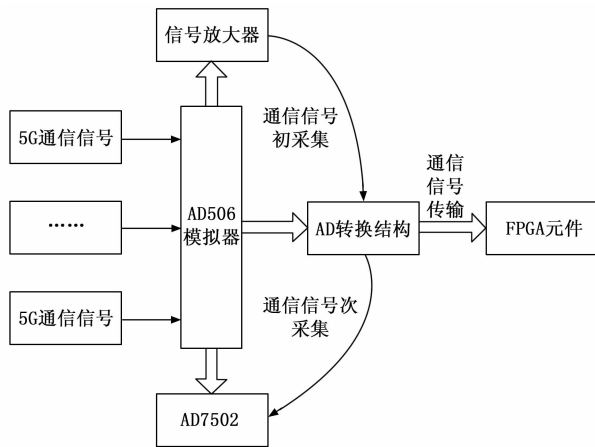 信号放大器
5G通信信号
通信信号
初采集
通信
信号
传输
……
AD506
模拟器
AD转换结构
FPGA元件
5G通信信号
通信信号次
采集
AD7502